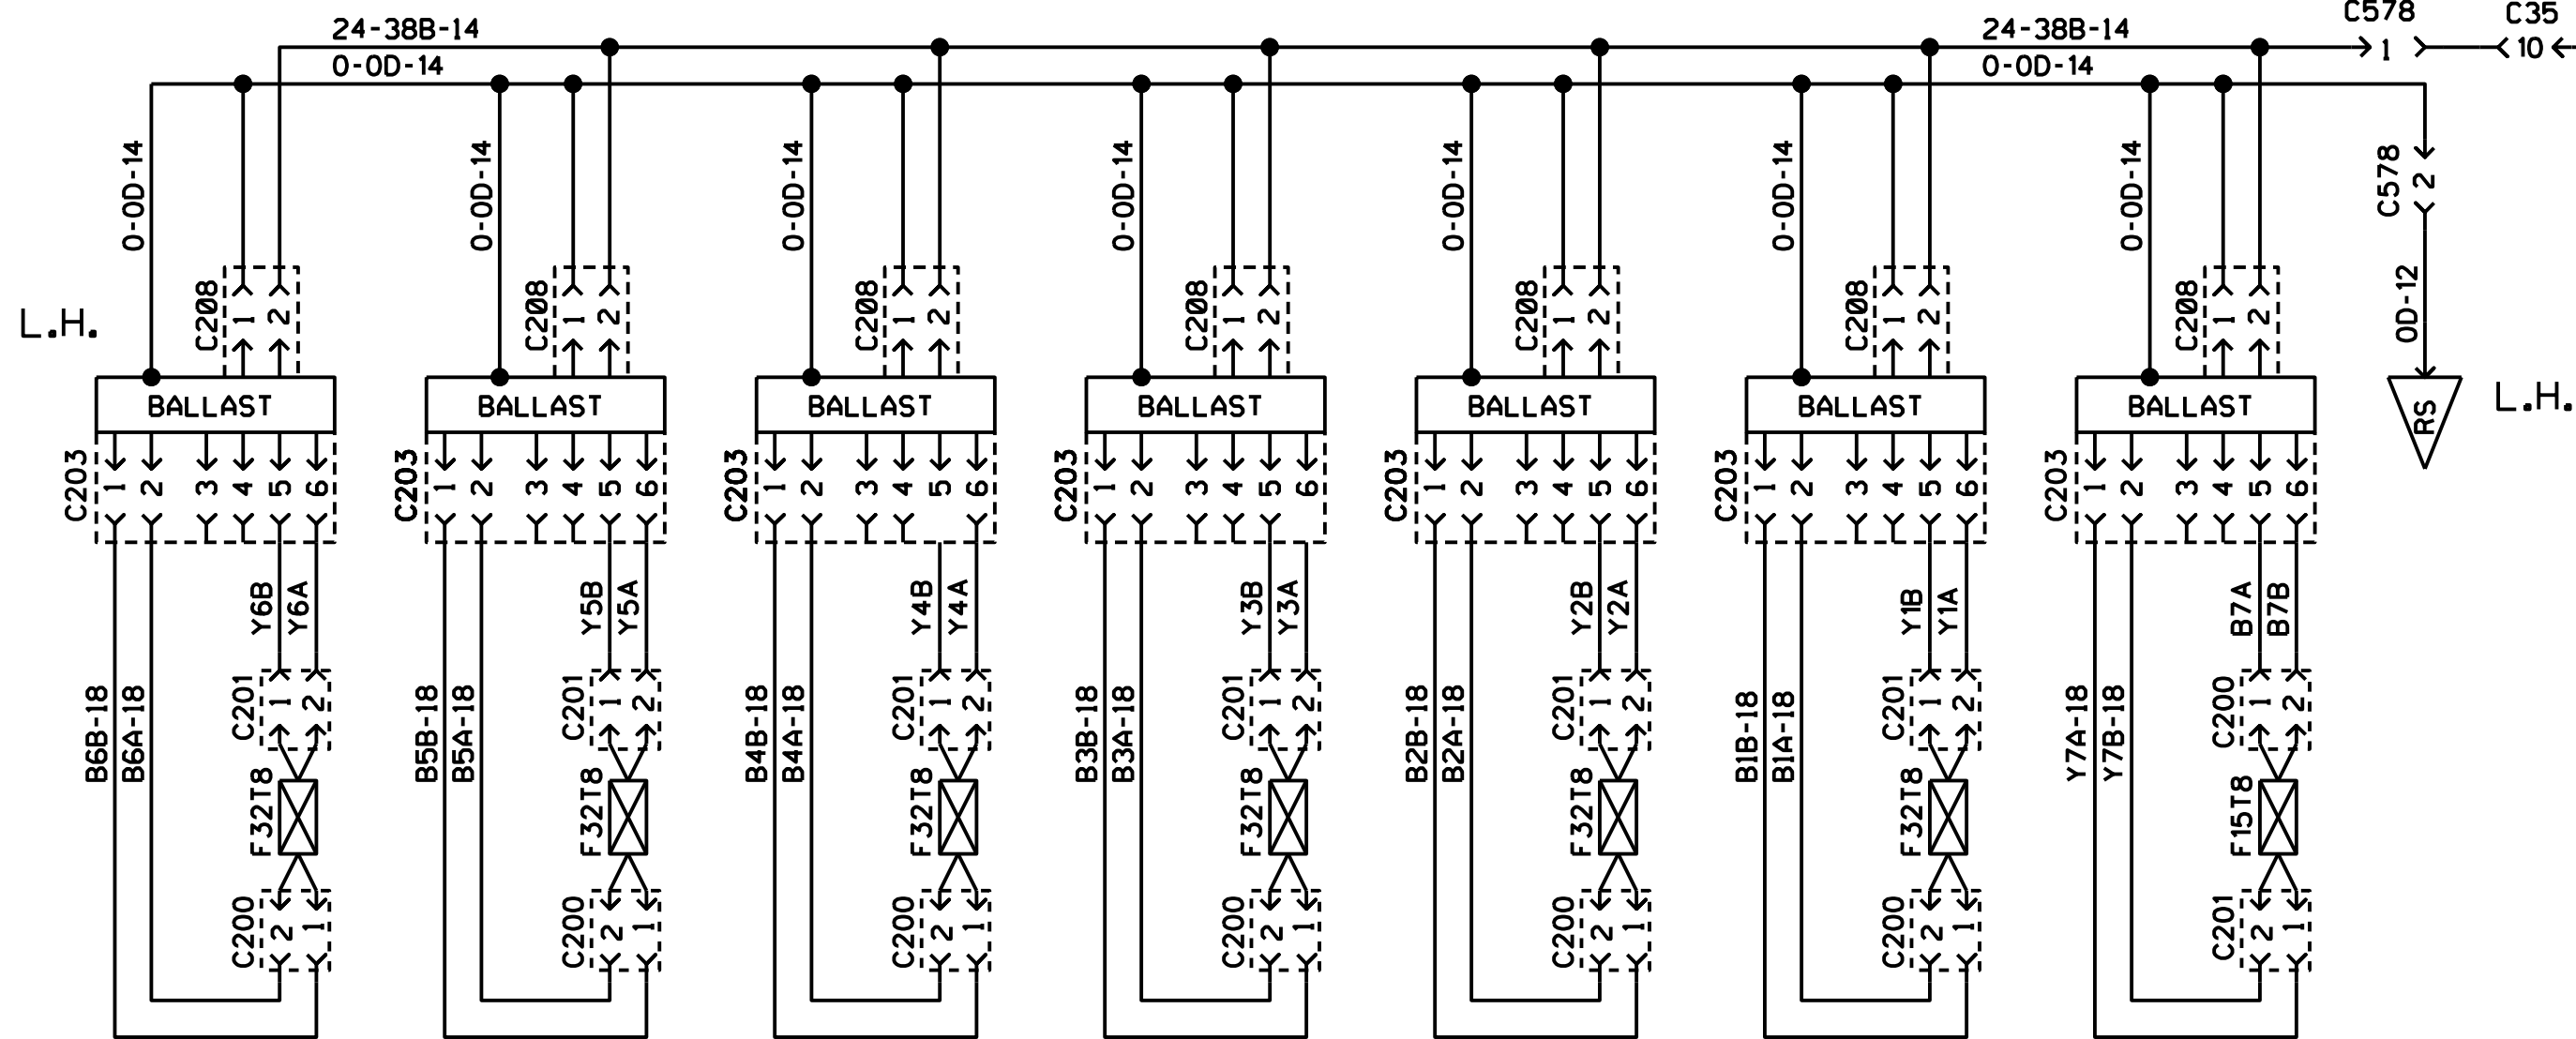 24-38B-14 24-38B-14 C578 C35
0-0D-14 0-0D-14 1 10
0-0D-14 0-0D-14 0-0D-14 0-0D-14 0-0D-14 0-0D-14 0-0D-14 C578 2
L.H. C208 1 2 C208 1 2 C208 1 2 C208 1 2 C208 1 2 C208 1 2 C208 1 2 0D-12
BALLAST BALLAST BALLAST BALLAST BALLAST BALLAST BALLAST RS L.H.
C203 1 2 3 4 5 6 C203 1 2 3 4 5 6 C203 1 2 3 4 5 6 C203 1 2 3 4 5 6 C203 1 2 3 4 5 6 C203 1 2 3 4 5 6 C203 1 2 3 4 5 6
Y6B Y6A Y5B Y5A Y4B Y4A Y3B Y3A Y2B Y2A Y1B Y1A B7A B7B
B6B-18 B6A-18 C201 1 2 B5B-18 B5A-18 C201 1 2 B4B-18 B4A-18 C201 1 2 B3B-18 B3A-18 C201 1 2 B2B-18 B2A-18 C201 1 2 B1B-18 B1A-18 C201 1 2 Y7A-18 Y7B-18 C200 1 2
F32T8 F32T8 F32T8 F32T8 F32T8 F32T8 F15T8
C200 2 1 C200 2 1 C200 2 1 C200 2 1 C200 2 1 C200 2 1 C201 2 1